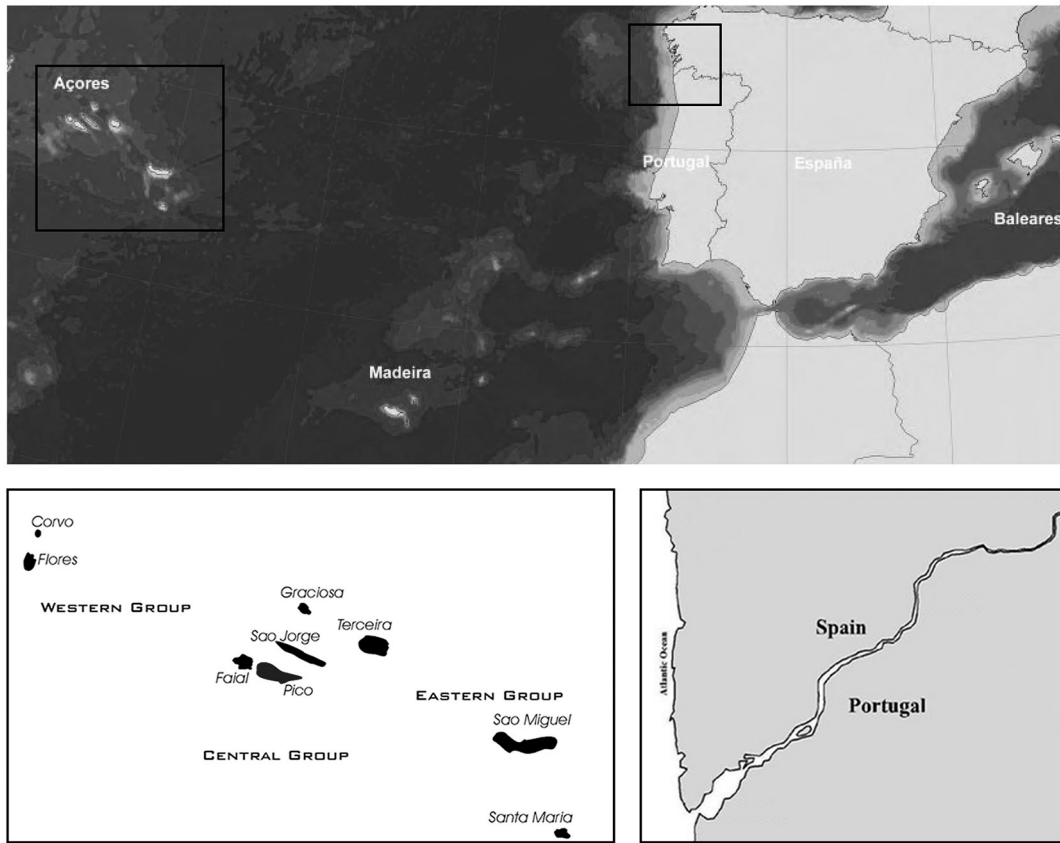 Açores
Portugal
España
Baleares
Madeira
Corvo
Flores
WESTERN GROUP
Graciosa
Sao Jorge
Terceira
Faial
Pico
EASTERN GROUP
Sao Miguel
CENTRAL GROUP
Santa Maria
Atlantic Ocean
Spain
Portugal